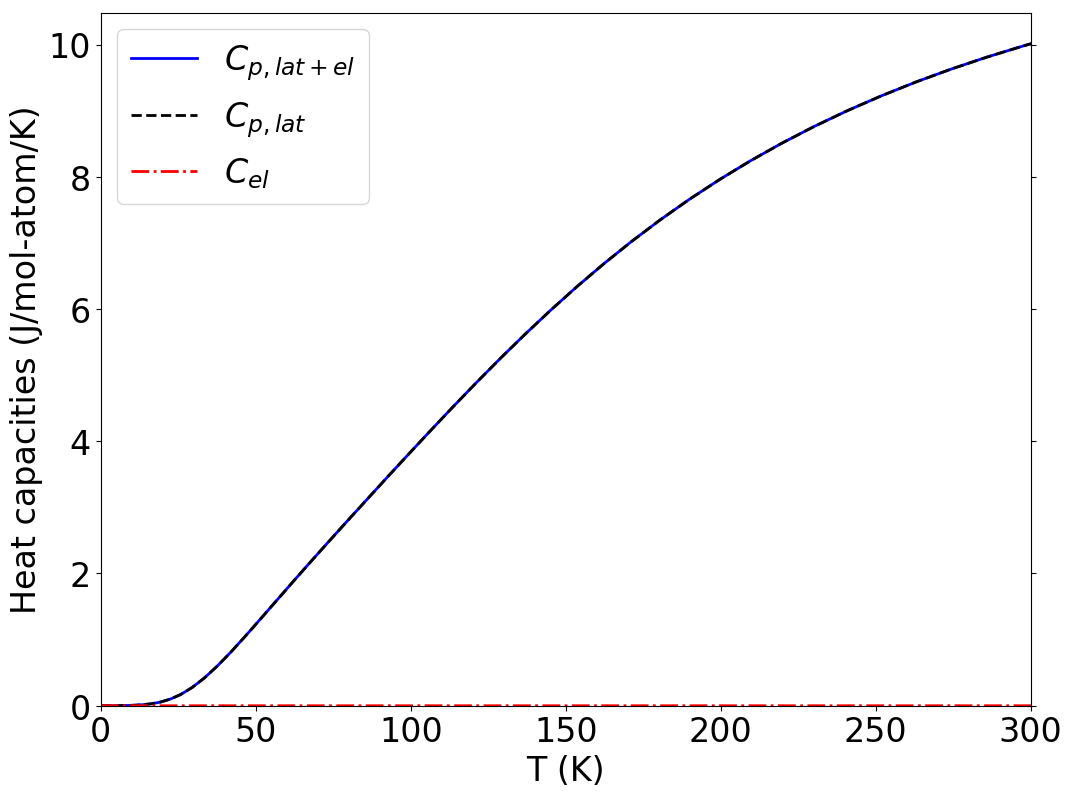 Heat capacities (J/mol-atom/K)
10
8
6
4
2
0
C_{p, lat+el}
C_{p, lat}
C_{el}
0 50 100 150 200 250 300
T (K)